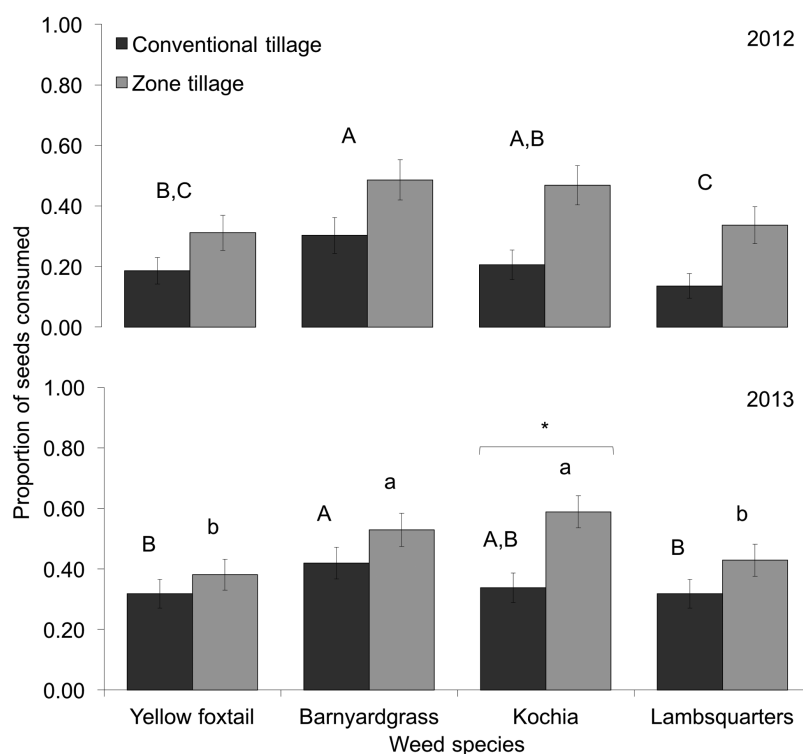 1.00
Conventional tillage
2012
0.80
Zone tillage
0.60
A
A,B
B,C
C
0.40
0.20
0.00
Proportion of seeds consumed
1.00
2013
0.80
*
a
a
0.60
A
A,B
B
b
B
b
0.40
0.20
0.00
Yellow foxtail
Barnyardgrass
Kochia
Lambsquarters
Weed species